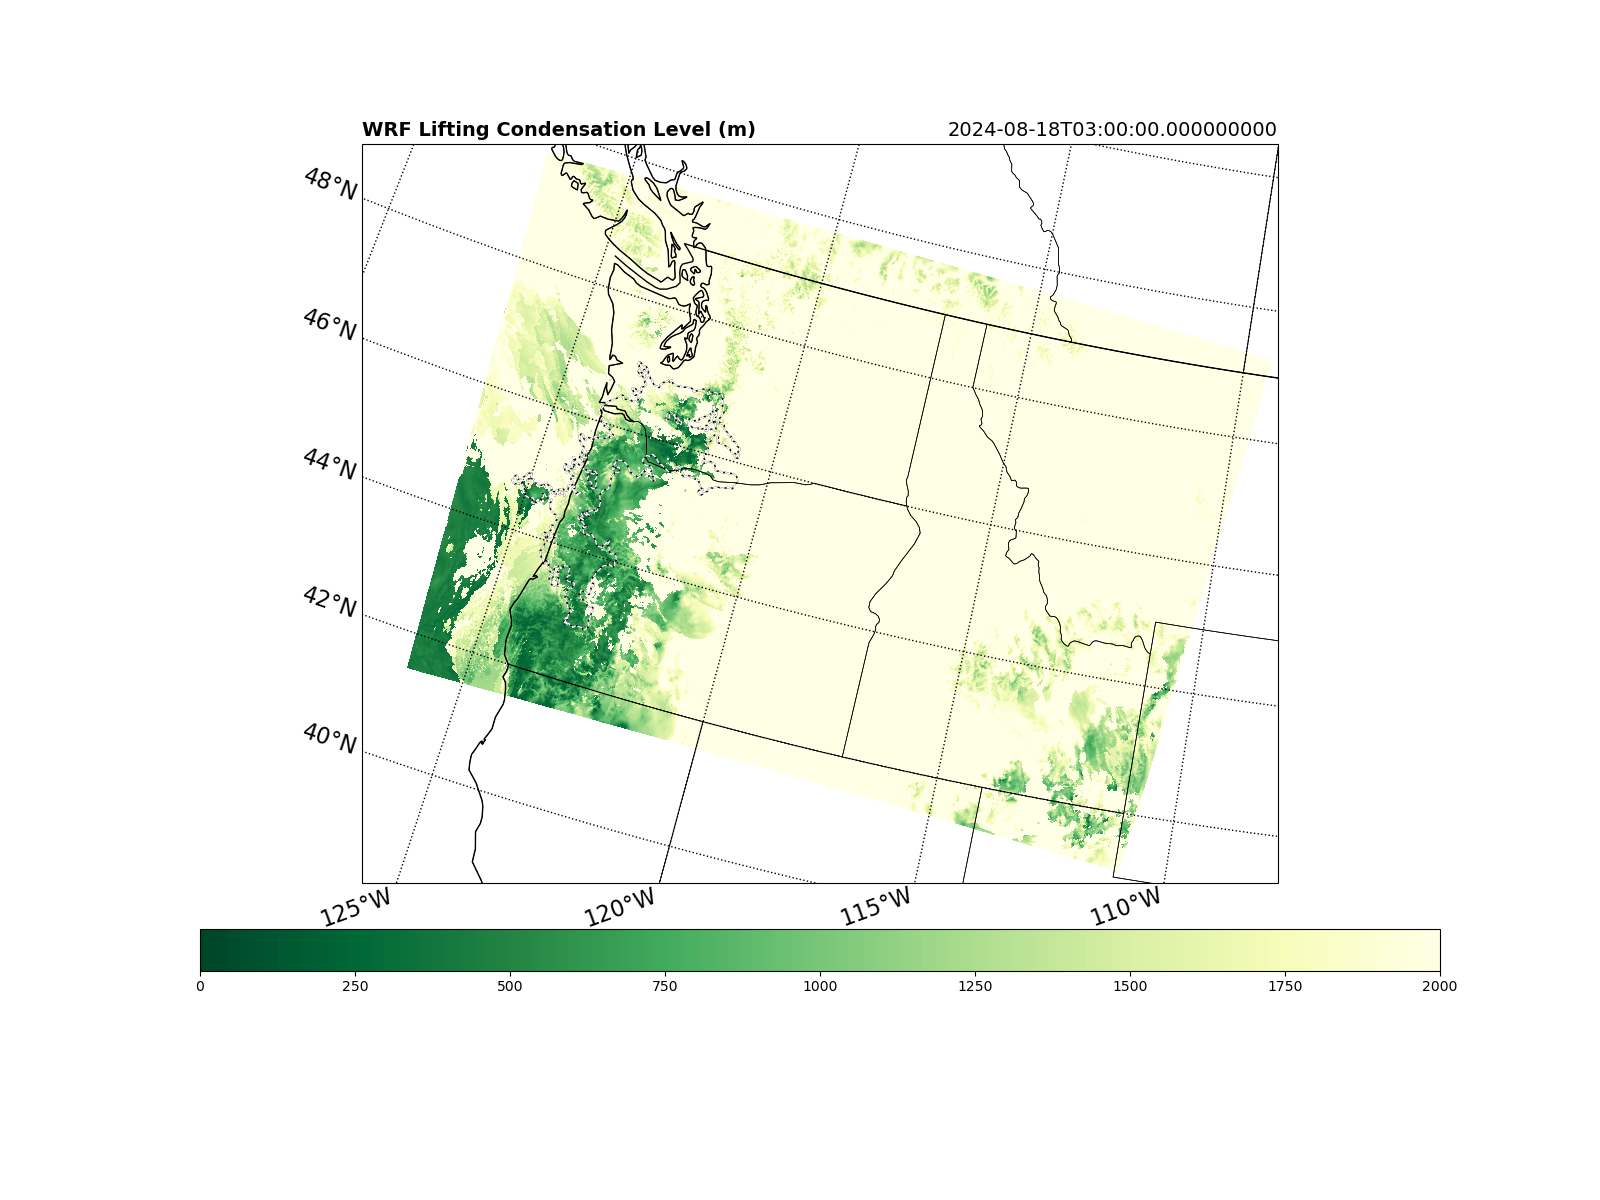 WRF Lifting Condensation Level (m)
2024-08-18T03:00:00.000000000
48°N
46°N
44°N
42°N
40°N
125°W
120°W
115°W
110°W
0
250
500
750
1000
1250
1500
1750
2000